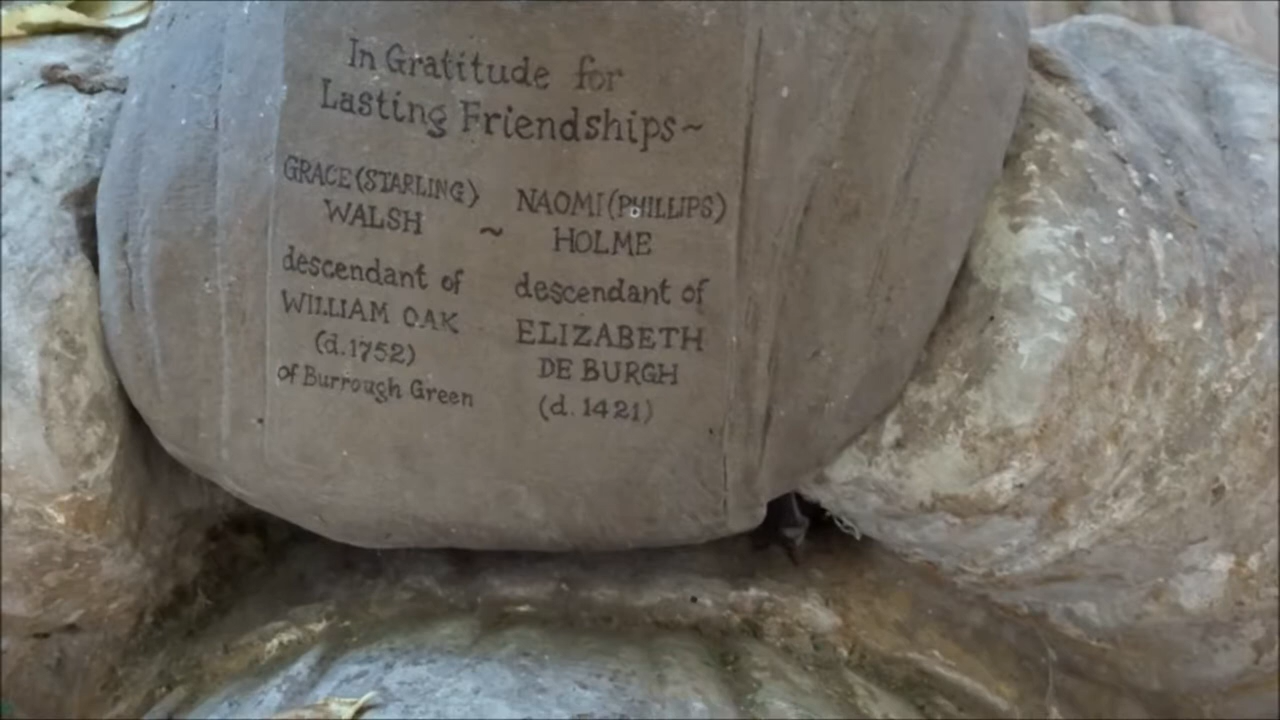 In Gratitude for
Lasting Friendships~
GRACE (STARLING)
WALSH
~
NAOMI (PHILLIPS)
HOLME
descendant of
WILLIAM OAK
(d. 1752)
of Burrough Green
descendant of
ELIZABETH
DE BURGH
(d. 1421)